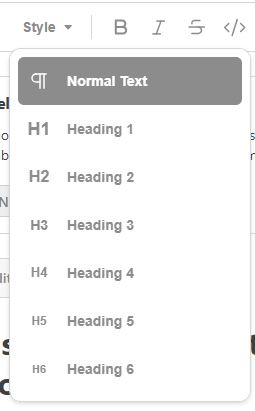 Style B I S </>
¶ Normal Text
H1 Heading 1
H2 Heading 2
H3 Heading 3
H4 Heading 4
H5 Heading 5
H6 Heading 6